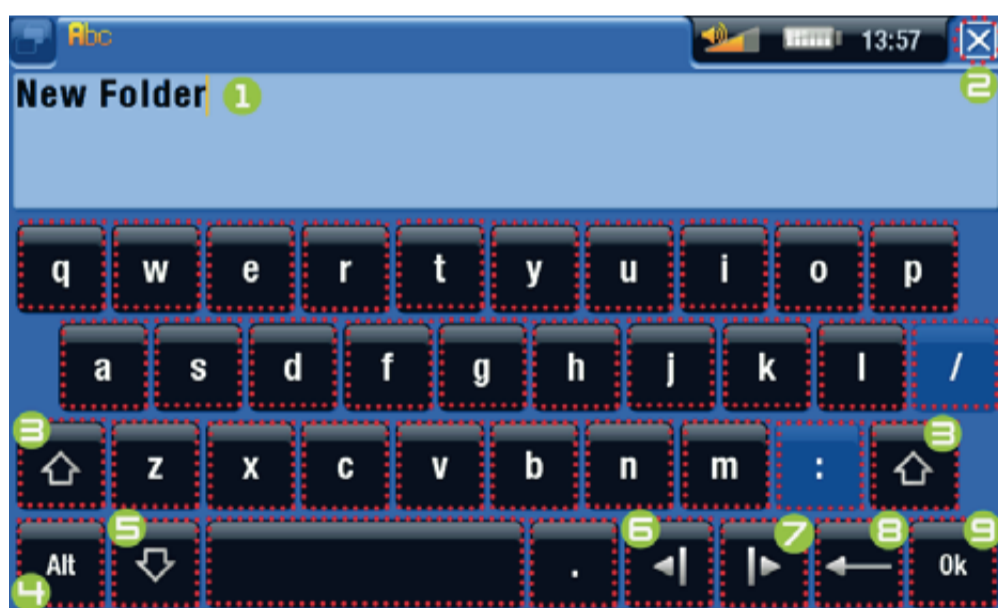 Abc 13:57
New Folder 1 2
q w e r t y u i o p
a s d f g h j k l /
3 z x c v b n m : 3
4 Alt 5 . 6 7 8 9 Ok